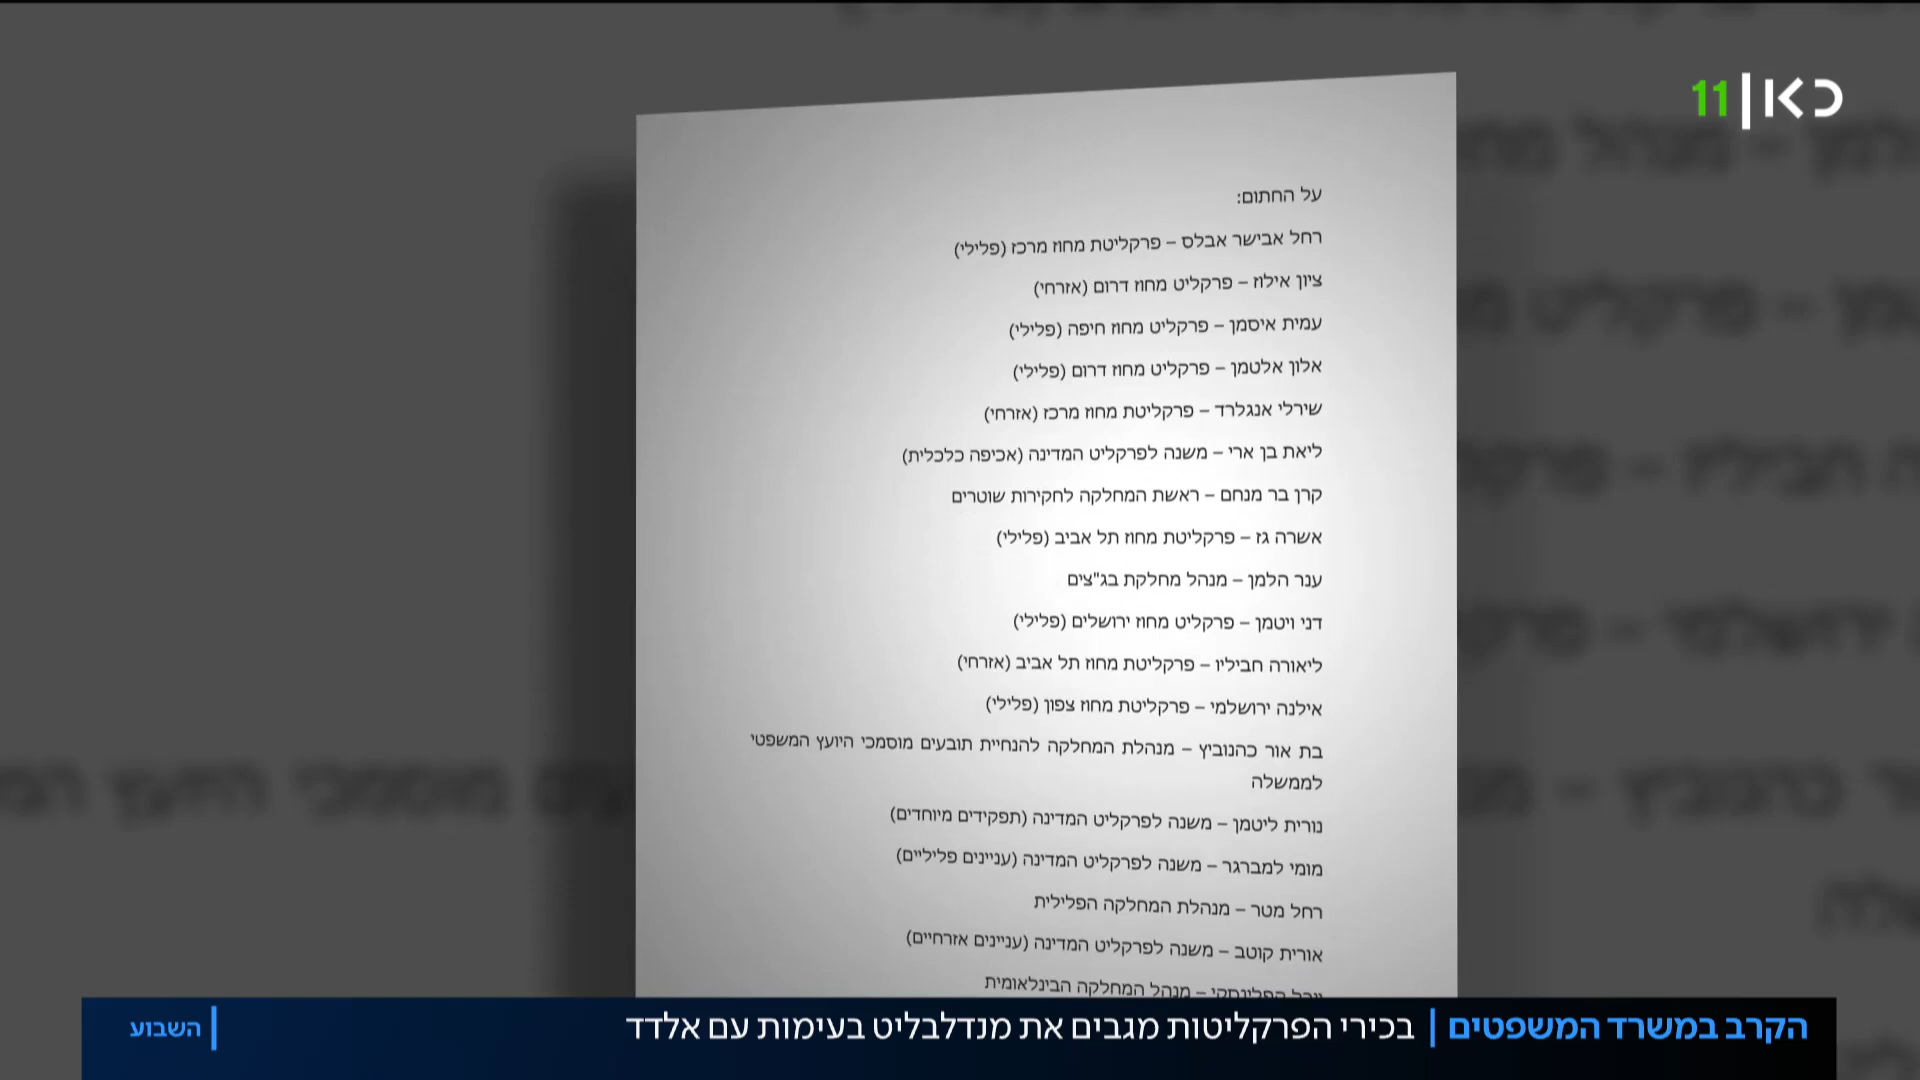 כאן 11
על החתום:
רחל אבישר אבלס – פרקליטת מחוז מרכז (פלילי)
ציון אילוז – פרקליט מחוז דרום (אזרחי)
עמית איסמן – פרקליט מחוז חיפה (פלילי)
אלון אלטמן – פרקליט מחוז דרום (פלילי)
שירלי אנגלרד – פרקליטת מחוז מרכז (אזרחי)
ליאת בן ארי – משנה לפרקליט המדינה (אכיפה כלכלית)
קרן בר מנחם – ראשת המחלקה לחקירות שוטרים
אשרה גז – פרקליטת מחוז תל אביב (פלילי)
ענר הלמן – מנהל מחלקת בג"צים
דני ויטמן – פרקליט מחוז ירושלים (פלילי)
ליאורה חביליו – פרקליטת מחוז תל אביב (אזרחי)
אילנה ירושלמי – פרקליטת מחוז צפון (פלילי)
בת אור כהנוביץ – מנהלת המחלקה להנחיית תובעים מוסמכי היועץ המשפטי
לממשלה
נורית ליטמן – משנה לפרקליט המדינה (תפקידים מיוחדים)
מומי למברגר – משנה לפרקליט המדינה (עניינים פליליים)
רחל מטר – מנהלת המחלקה הפלילית
אורית קוטב – משנה לפרקליט המדינה (עניינים אזרחיים)
– מנהל המחלקה הבינלאומית
הקרב במשרד המשפטים | בכירי הפרקליטות מגבים את מנדלבליט בעימות עם אלדד
השבוע